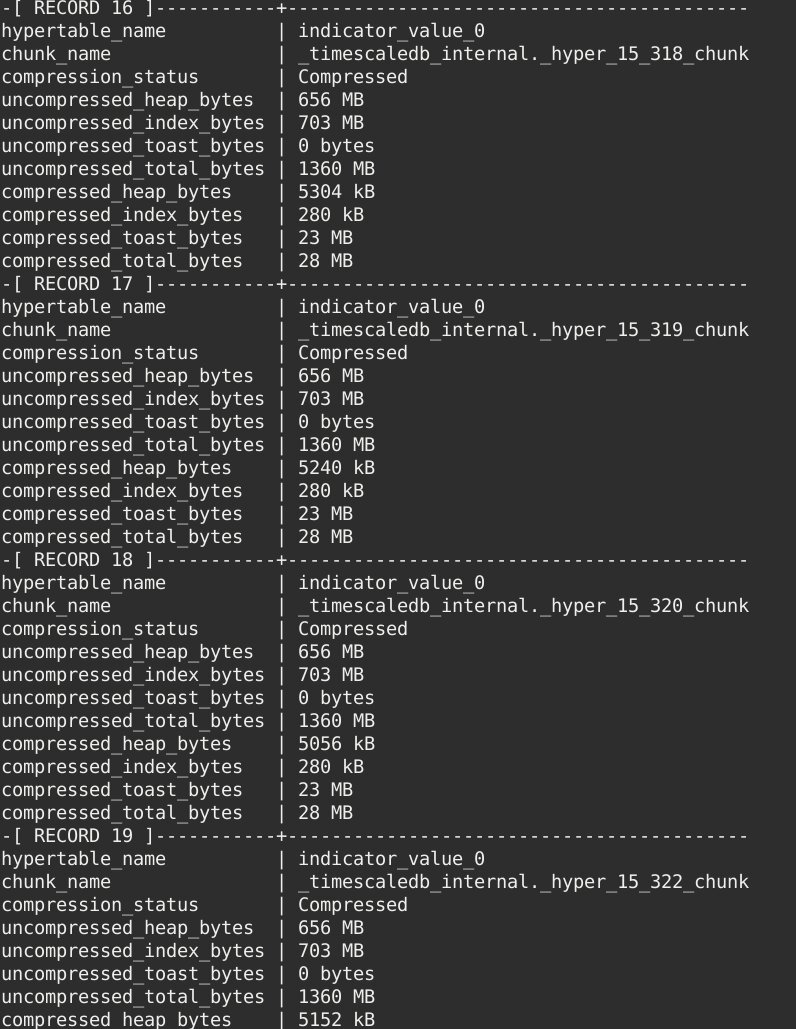 -[ RECORD 16 ]-----------+------------------------------------------
hypertable_name          | indicator_value_0
chunk_name               | _timescaledb_internal._hyper_15_318_chunk
compression_status       | Compressed
uncompressed_heap_bytes  | 656 MB
uncompressed_index_bytes | 703 MB
uncompressed_toast_bytes | 0 bytes
uncompressed_total_bytes | 1360 MB
compressed_heap_bytes    | 5304 kB
compressed_index_bytes   | 280 kB
compressed_toast_bytes   | 23 MB
compressed_total_bytes   | 28 MB
-[ RECORD 17 ]-----------+------------------------------------------
hypertable_name          | indicator_value_0
chunk_name               | _timescaledb_internal._hyper_15_319_chunk
compression_status       | Compressed
uncompressed_heap_bytes  | 656 MB
uncompressed_index_bytes | 703 MB
uncompressed_toast_bytes | 0 bytes
uncompressed_total_bytes | 1360 MB
compressed_heap_bytes    | 5240 kB
compressed_index_bytes   | 280 kB
compressed_toast_bytes   | 23 MB
compressed_total_bytes   | 28 MB
-[ RECORD 18 ]-----------+------------------------------------------
hypertable_name          | indicator_value_0
chunk_name               | _timescaledb_internal._hyper_15_320_chunk
compression_status       | Compressed
uncompressed_heap_bytes  | 656 MB
uncompressed_index_bytes | 703 MB
uncompressed_toast_bytes | 0 bytes
uncompressed_total_bytes | 1360 MB
compressed_heap_bytes    | 5056 kB
compressed_index_bytes   | 280 kB
compressed_toast_bytes   | 23 MB
compressed_total_bytes   | 28 MB
-[ RECORD 19 ]-----------+------------------------------------------
hypertable_name          | indicator_value_0
chunk_name               | _timescaledb_internal._hyper_15_322_chunk
compression_status       | Compressed
uncompressed_heap_bytes  | 656 MB
uncompressed_index_bytes | 703 MB
uncompressed_toast_bytes | 0 bytes
uncompressed_total_bytes | 1360 MB
compressed_heap_bytes    | 5152 kB